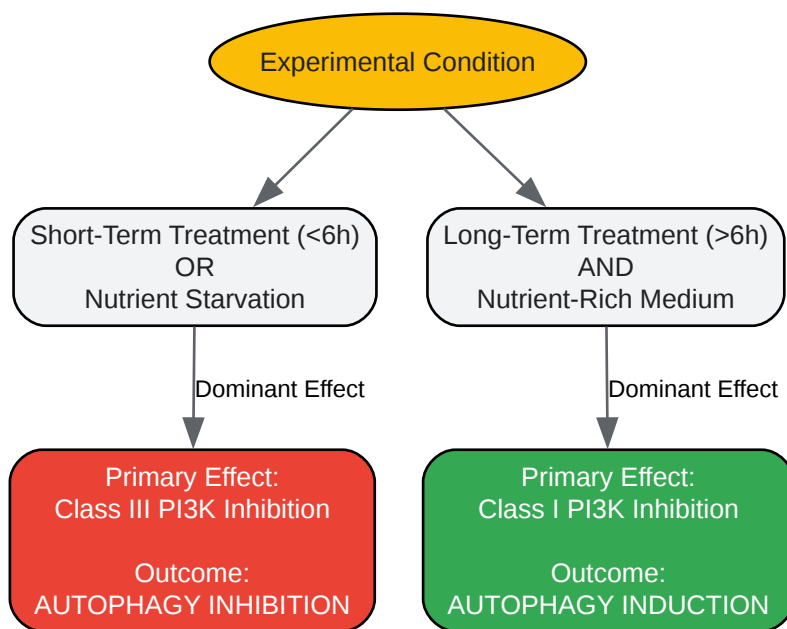 Experimental Condition
Short-Term Treatment (<6h)
OR
Nutrient Starvation
Long-Term Treatment (>6h)
AND
Nutrient-Rich Medium
Dominant Effect
Dominant Effect
Primary Effect:
Class III PI3K Inhibition
Outcome:
AUTOPHAGY INHIBITION
Primary Effect:
Class I PI3K Inhibition
Outcome:
AUTOPHAGY INDUCTION